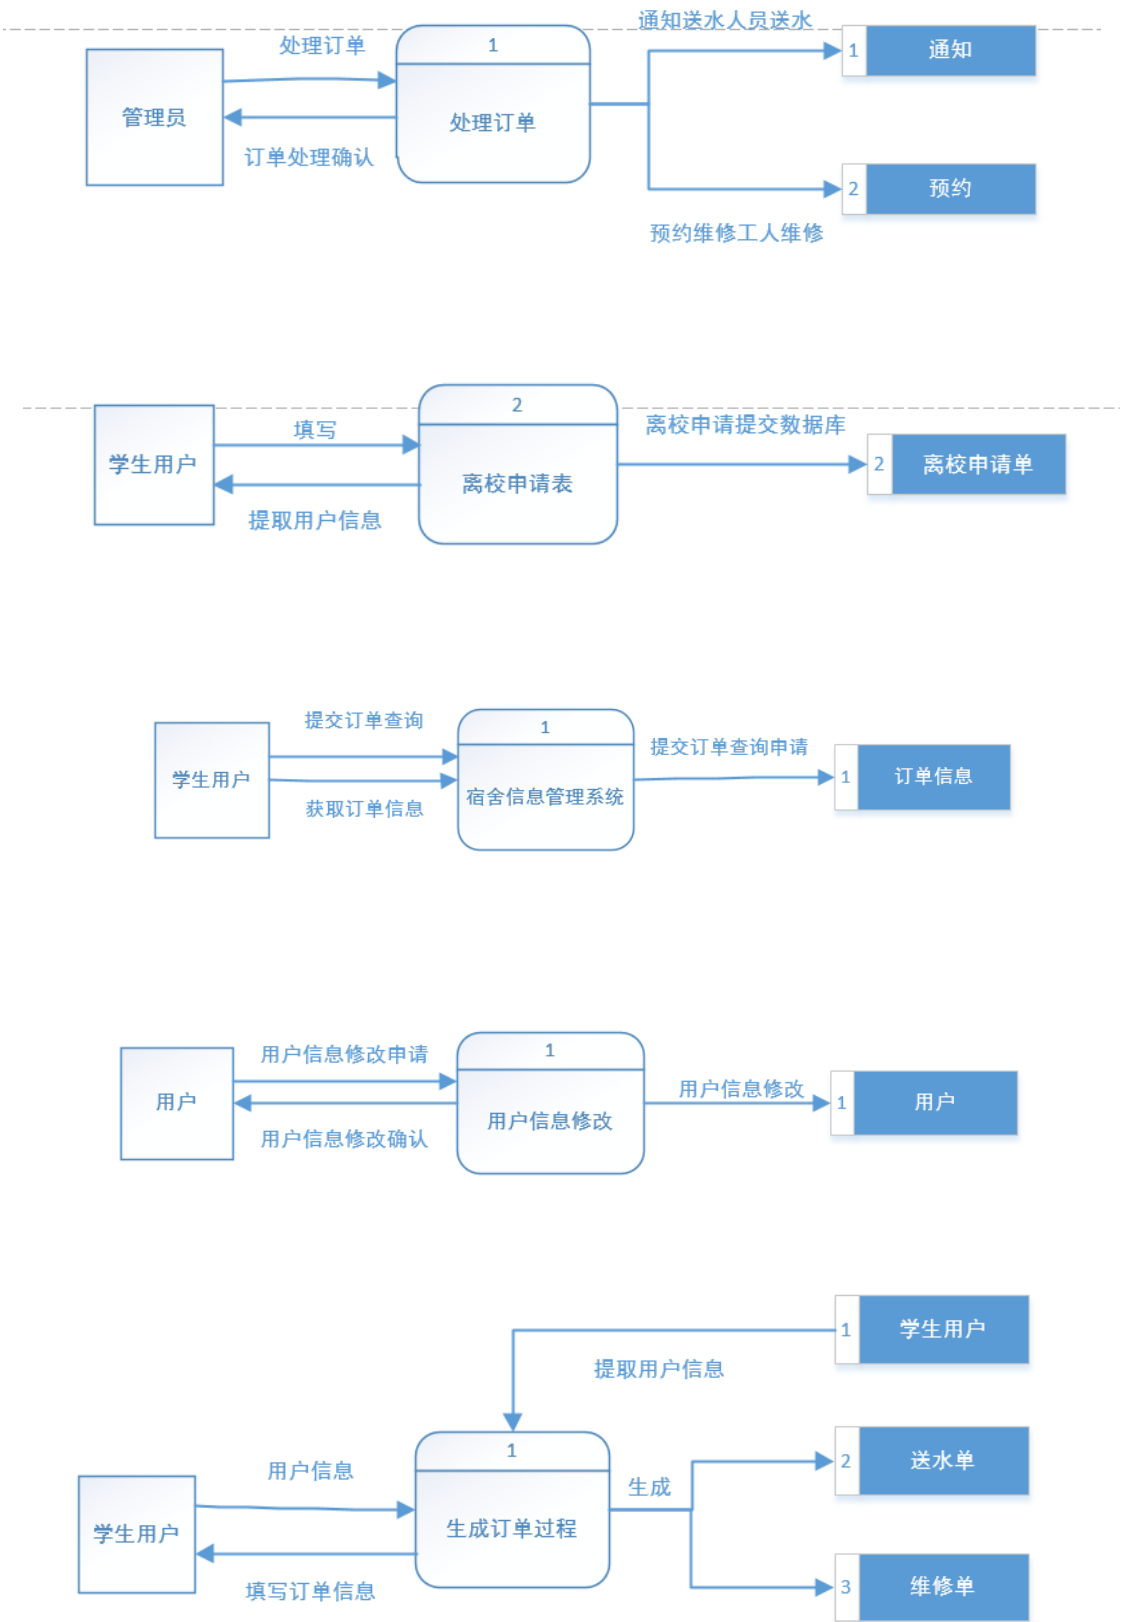 通知送水人员送水
处理订单
1
1
通知
管理员
处理订单
订单处理确认
2
预约
预约维修工人维修
2
填写
离校申请提交数据库
学生用户
离校申请表
2
离校申请单
提取用户信息
提交订单查询
1
提交订单查询申请
学生用户
宿舍信息管理系统
1
订单信息
获取订单信息
用户信息修改申请
1
用户信息修改
用户
用户信息修改
1
用户
用户信息修改确认
1
学生用户
提取用户信息
用户信息
1
2
送水单
生成
学生用户
生成订单过程
填写订单信息
3
维修单